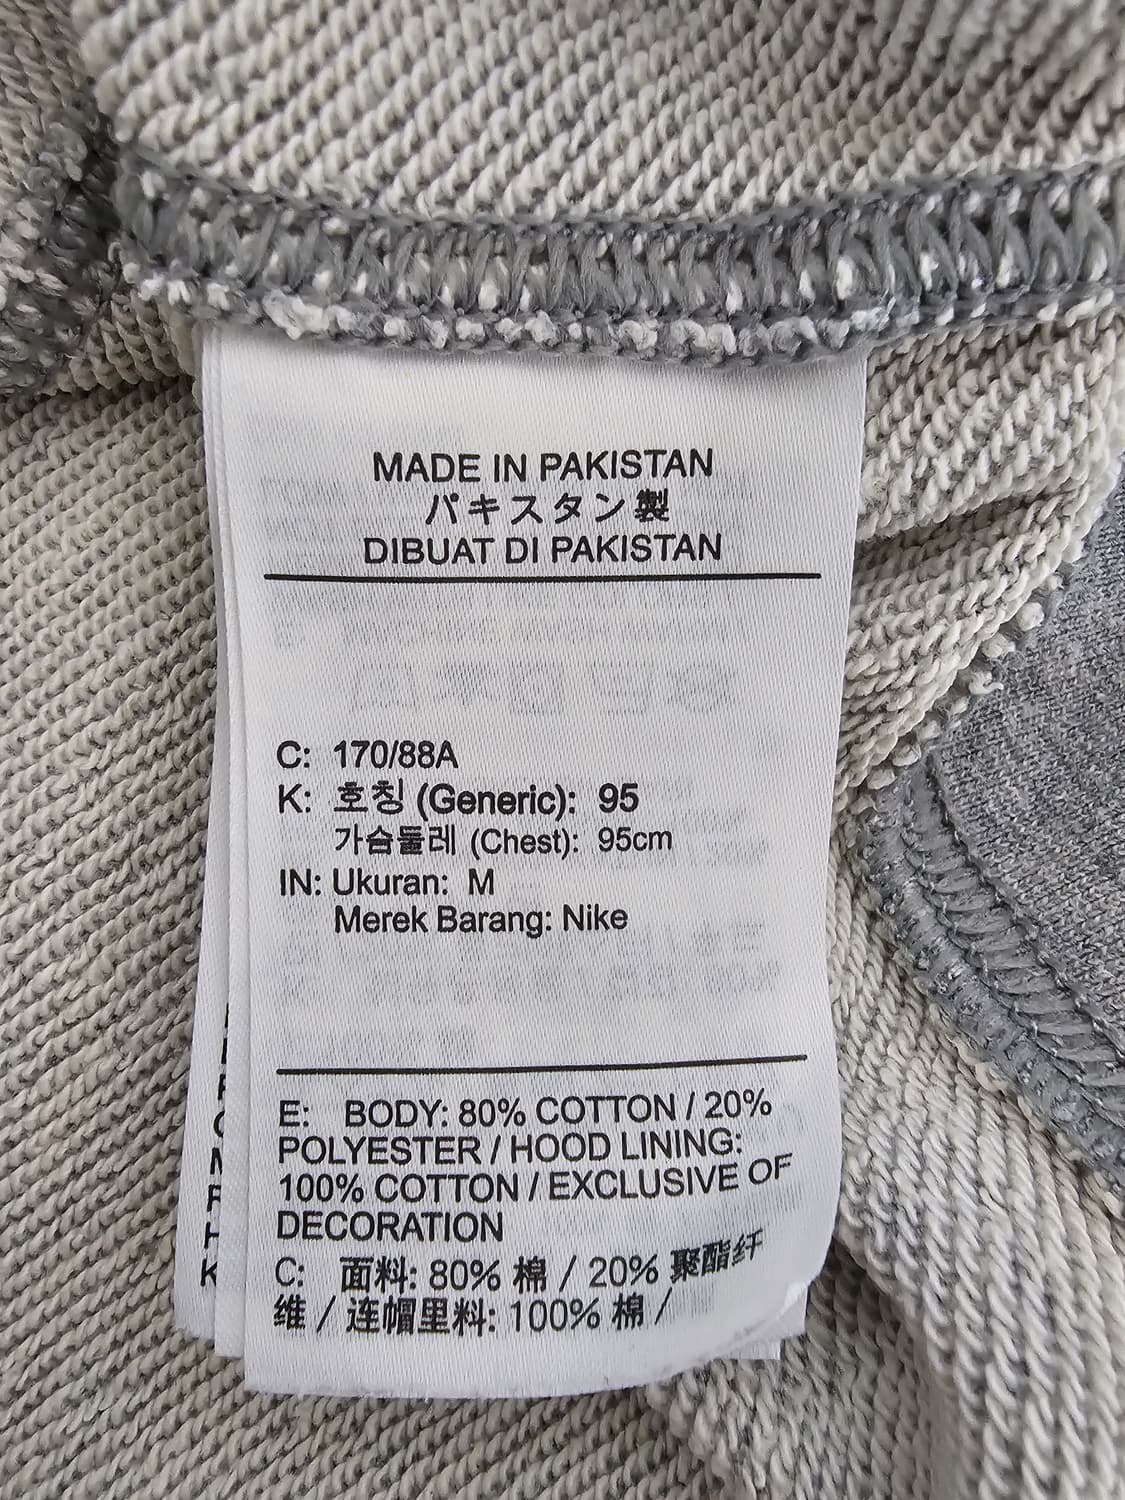 MADE IN PAKISTAN
パキスタン製
DIBUAT DI PAKISTAN
C: 170/88A
K: 호칭 (Generic): 95
가슴둘레 (Chest): 95cm
IN: Ukuran: M
Merek Barang: Nike
E: BODY: 80% COTTON / 20%
POLYESTER / HOOD LINING:
100% COTTON / EXCLUSIVE OF
DECORATION
C: 面料: 80% 棉 / 20% 聚酯纤
维 / 连帽里料: 100% 棉 /